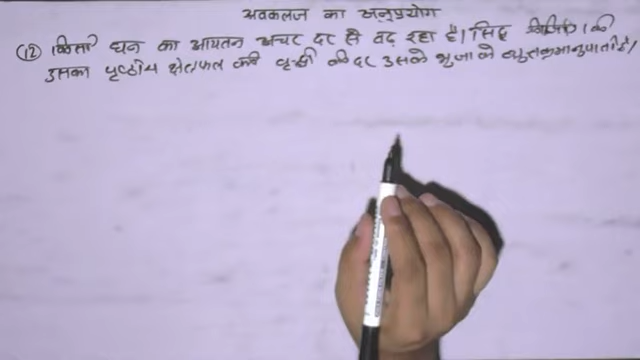 अवकलज का अनुप्रयोग
(12) किसी घन का आयतन अचर दर से बढ़ रहा है। सिद्ध कीजिए। की
उसका पृष्ठीय क्षेत्रफल की वृद्धि की दर उसके भुजा के व्युत्क्रमानुपाती है।